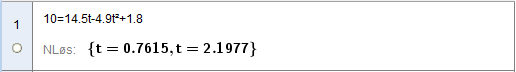 1
10=14.5t-4.9t²+1.8
NLøs: {t = 0.7615, t = 2.1977}